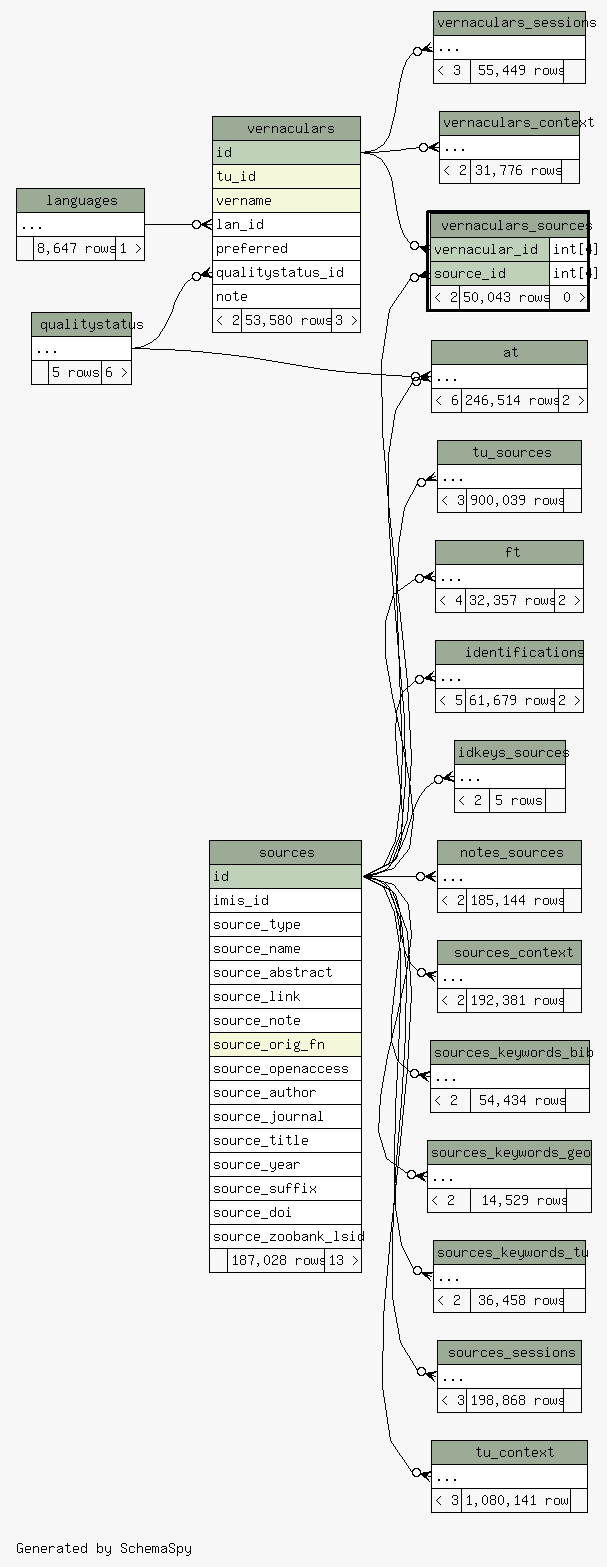 vernaculars_sessions
...
< 3 55,449 rows
vernaculars
id
tu_id
vername
lan_id
preferred
qualitystatus_id
note
< 2 53,580 rows 3 >
vernaculars_context
...
< 2 31,776 rows
languages
...
8,647 rows 1 >
vernaculars_sources
vernacular_id int[4]
source_id int[4]
< 2 50,043 rows 0 >
qualitystatus
...
5 rows 6 >
at
...
< 6 246,514 rows 2 >
tu_sources
...
< 3 900,039 rows
ft
...
< 4 32,357 rows 2 >
identifications
...
< 5 61,679 rows 2 >
idkeys_sources
...
< 2 5 rows
sources
id
imis_id
source_type
source_name
source_abstract
source_link
source_note
source_orig_fn
source_openaccess
source_author
source_journal
source_title
source_year
source_suffix
source_doi
source_zoobank_lsid
187,028 rows 13 >
notes_sources
...
< 2 185,144 rows
sources_context
...
< 2 192,381 rows
sources_keywords_bib
...
< 2 54,434 rows
sources_keywords_geo
...
< 2 14,529 rows
sources_keywords_tu
...
< 2 36,458 rows
sources_sessions
...
< 3 198,868 rows
tu_context
...
< 3 1,080,141 row
Generated by SchemaSpy